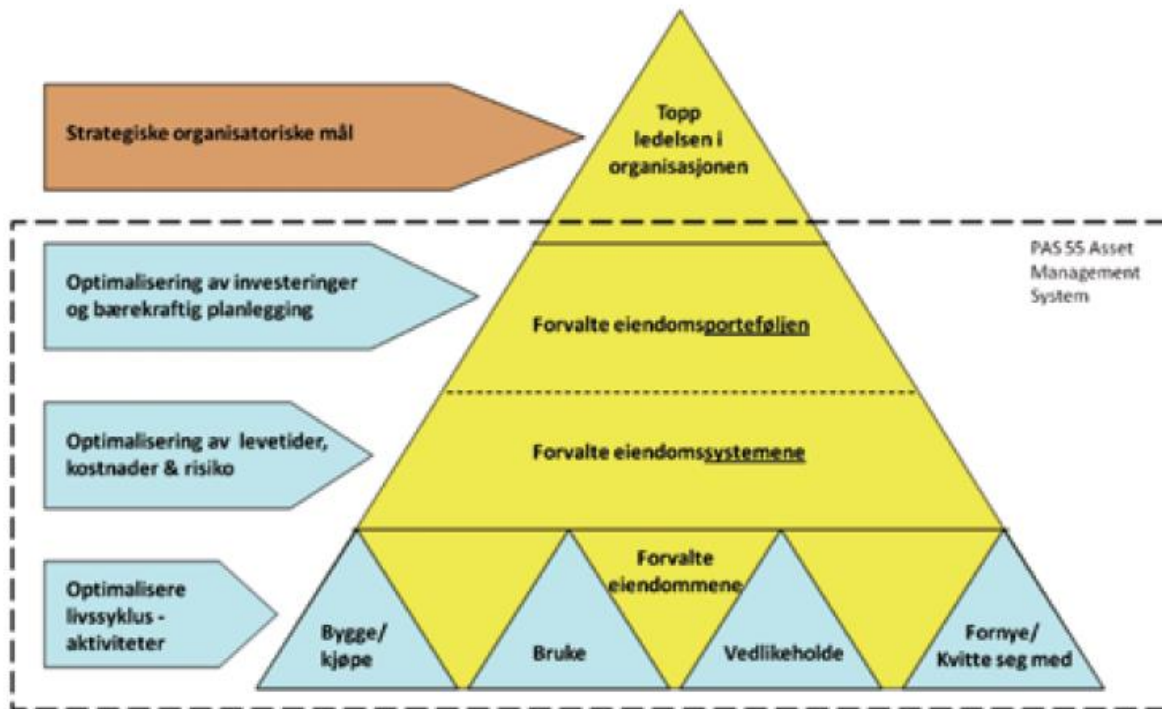 Topp
ledelsen i
organisasjonen
Strategiske organisatoriske mål
PAS 55 Asset
Management
System
Optimalisering av investeringer
og bærekraftig planlegging
Forvalte eiendomsporteføljen
Optimalisering av levetider,
kostnader & risiko
Forvalte eiendomssystemene
Optimalisere
livssyklus -
aktiviteter
Forvalte
eiendommene
Bygge/
kjøpe
Bruke
Vedlikeholde
Fornye/
Kvitte seg med